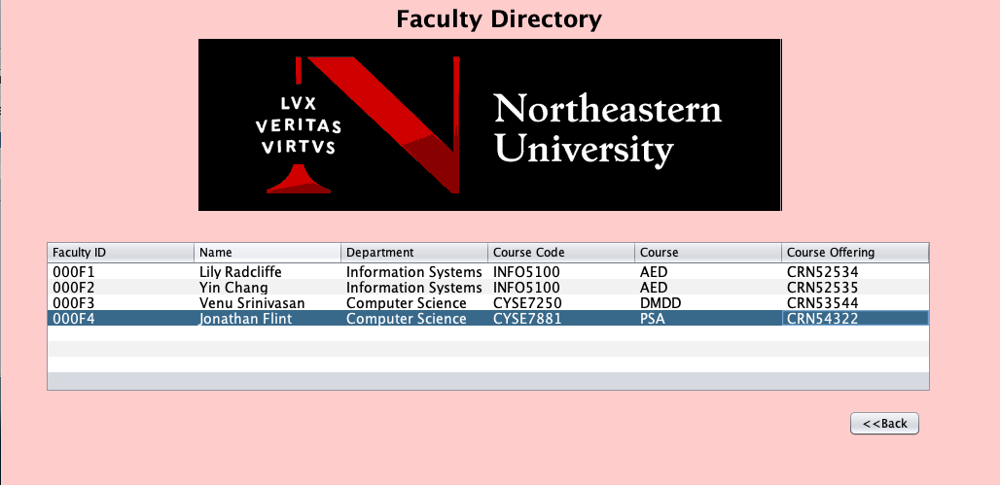 Faculty Directory
LVX
VERITAS
VIRTVS
Northeastern
University
Faculty ID Name Department Course Code Course Course Offering
000F1 Lily Radcliffe Information Systems INFO5100 AED CRN52534
000F2 Yin Chang Information Systems INFO5100 AED CRN52535
000F3 Venu Srinivasan Computer Science CYSE7250 DMDD CRN53544
000F4 Jonathan Flint Computer Science CYSE7881 PSA CRN54322
<<Back